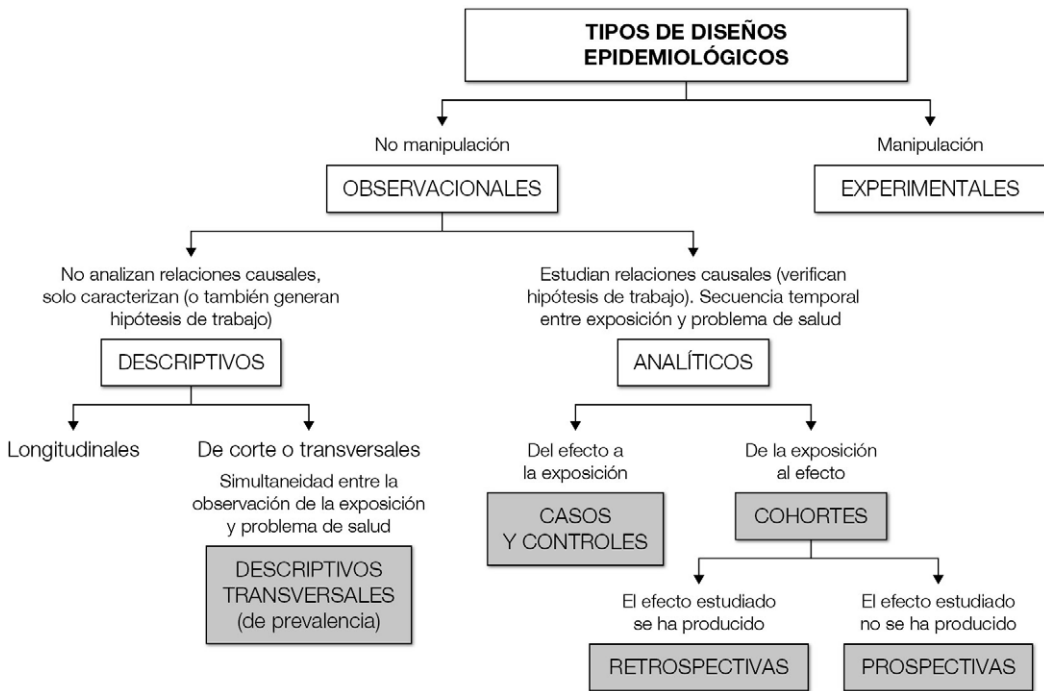 TIPOS DE DISEÑOS
EPIDEMIOLÓGICOS
No manipulación
OBSERVACIONALES
Manipulación
EXPERIMENTALES
No analizan relaciones causales,
solo caracterizan (o también generan
hipótesis de trabajo)
DESCRIPTIVOS
Estudian relaciones causales (verifican
hipótesis de trabajo). Secuencia temporal
entre exposición y problema de salud
ANALÍTICOS
Longitudinales
De corte o transversales
Simultaneidad entre la
observación de la exposición
y problema de salud
DESCRIPTIVOS
TRANSVERSALES
(de prevalencia)
Del efecto a
la exposición
CASOS
Y CONTROLES
De la exposición
al efecto
COHORTES
El efecto estudiado
se ha producido
RETROSPECTIVAS
El efecto estudiado
no se ha producido
PROSPECTIVAS